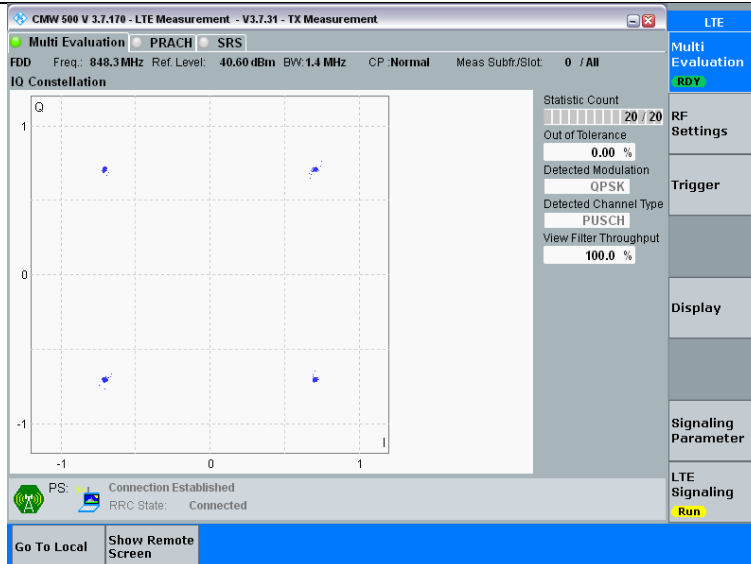 CMW 500 V 3.7.170 - LTE Measurement - V3.7.31 - TX Measurement
LTE
Multi Evaluation PRACH SRS
Multi
Evaluation
RDY
FDD Freq.: 848.3 MHz Ref. Level: 40.60 dBm BW: 1.4 MHz CP : Normal Meas Subfr./Slot: 0 / All
IQ Constellation
Q
1
0
-1
-1 0 1
I
Statistic Count
20 / 20
Out of Tolerance
0.00 %
Detected Modulation
QPSK
Detected Channel Type
PUSCH
View Filter Throughput
100.0 %
RF
Settings
Trigger
Display
Signaling
Parameter
LTE
Signaling
Run
PS: Connection Established
RRC State: Connected
Go To Local
Show Remote
Screen